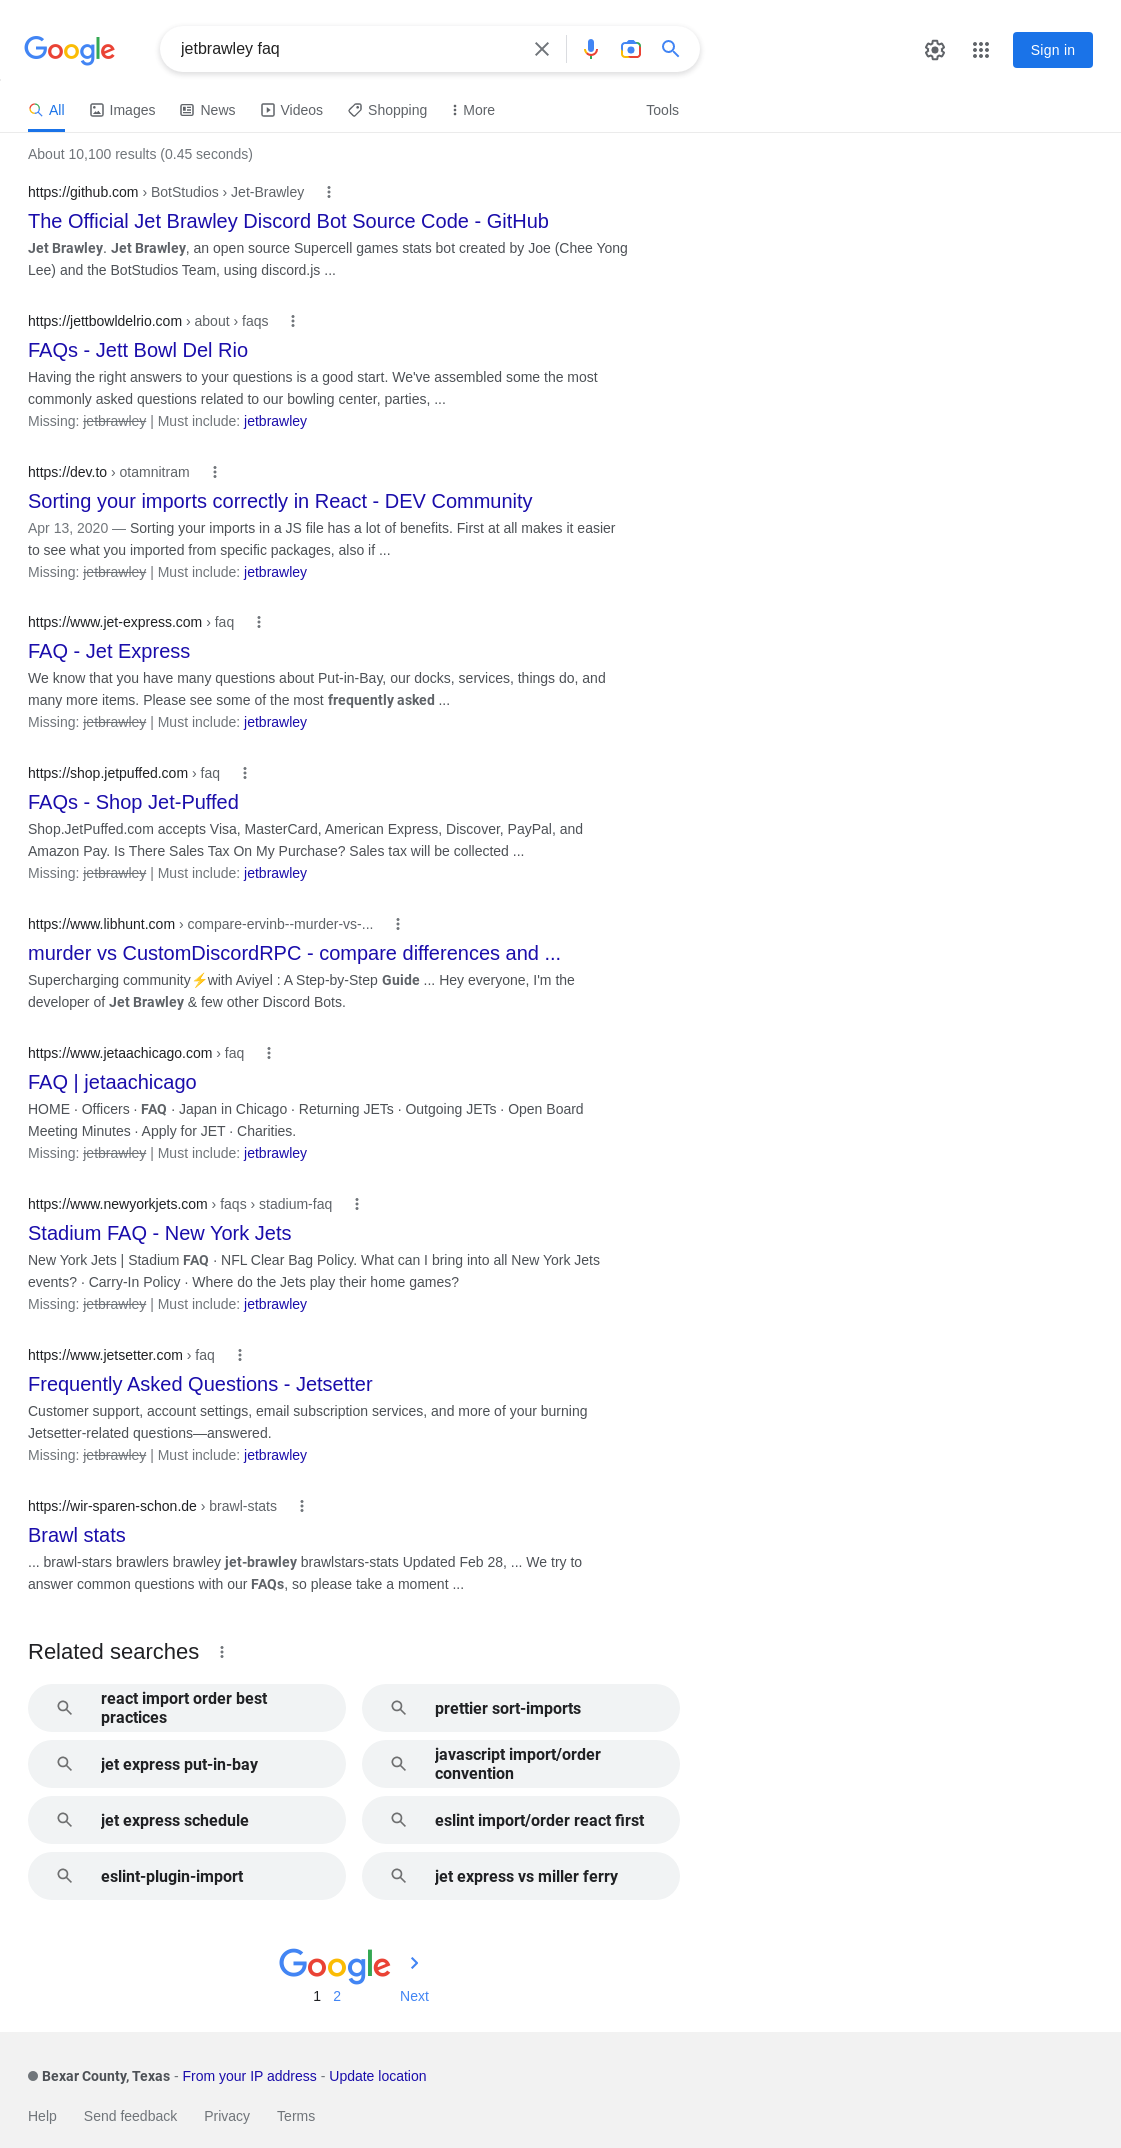 Google
jetbrawley faq
Sign in
All
Images
News
Videos
Shopping
More
Tools
About 10,100 results (0.45 seconds)
https://github.com › BotStudios › Jet-Brawley
The Official Jet Brawley Discord Bot Source Code - GitHub
Jet Brawley. Jet Brawley, an open source Supercell games stats bot created by Joe (Chee Yong
Lee) and the BotStudios Team, using discord.js ...
https://jettbowldelrio.com › about › faqs
FAQs - Jett Bowl Del Rio
Having the right answers to your questions is a good start. We've assembled some the most
commonly asked questions related to our bowling center, parties, ...
Missing: jetbrawley | Must include: jetbrawley
https://dev.to › otamnitram
Sorting your imports correctly in React - DEV Community
Apr 13, 2020 — Sorting your imports in a JS file has a lot of benefits. First at all makes it easier
to see what you imported from specific packages, also if ...
Missing: jetbrawley | Must include: jetbrawley
https://www.jet-express.com › faq
FAQ - Jet Express
We know that you have many questions about Put-in-Bay, our docks, services, things do, and
many more items. Please see some of the most frequently asked ...
Missing: jetbrawley | Must include: jetbrawley
https://shop.jetpuffed.com › faq
FAQs - Shop Jet-Puffed
Shop.JetPuffed.com accepts Visa, MasterCard, American Express, Discover, PayPal, and
Amazon Pay. Is There Sales Tax On My Purchase? Sales tax will be collected ...
Missing: jetbrawley | Must include: jetbrawley
https://www.libhunt.com › compare-ervinb--murder-vs-...
murder vs CustomDiscordRPC - compare differences and ...
Supercharging community⚡with Aviyel : A Step-by-Step Guide ... Hey everyone, I'm the
developer of Jet Brawley & few other Discord Bots.
https://www.jetaachicago.com › faq
FAQ | jetaachicago
HOME · Officers · FAQ · Japan in Chicago · Returning JETs · Outgoing JETs · Open Board
Meeting Minutes · Apply for JET · Charities.
Missing: jetbrawley | Must include: jetbrawley
https://www.newyorkjets.com › faqs › stadium-faq
Stadium FAQ - New York Jets
New York Jets | Stadium FAQ · NFL Clear Bag Policy. What can I bring into all New York Jets
events? · Carry-In Policy · Where do the Jets play their home games?
Missing: jetbrawley | Must include: jetbrawley
https://www.jetsetter.com › faq
Frequently Asked Questions - Jetsetter
Customer support, account settings, email subscription services, and more of your burning
Jetsetter-related questions—answered.
Missing: jetbrawley | Must include: jetbrawley
https://wir-sparen-schon.de › brawl-stats
Brawl stats
... brawl-stars brawlers brawley jet-brawley brawlstars-stats Updated Feb 28, ... We try to
answer common questions with our FAQs, so please take a moment ...
Related searches
react import order best
practices
prettier sort-imports
jet express put-in-bay
javascript import/order
convention
jet express schedule
eslint import/order react first
eslint-plugin-import
jet express vs miller ferry
Google
1 2 Next
Bexar County, Texas - From your IP address - Update location
Help Send feedback Privacy Terms